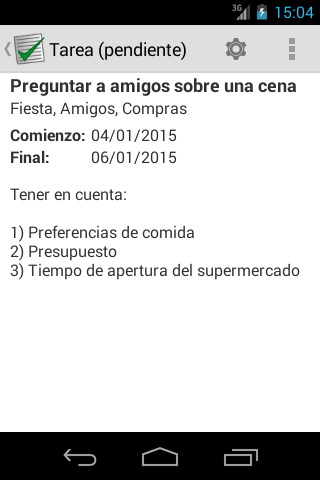 3G 15:04
Tarea (pendiente)
Preguntar a amigos sobre una cena
Fiesta, Amigos, Compras
Comienzo: 04/01/2015
Final: 06/01/2015
Tener en cuenta:
1) Preferencias de comida
2) Presupuesto
3) Tiempo de apertura del supermercado